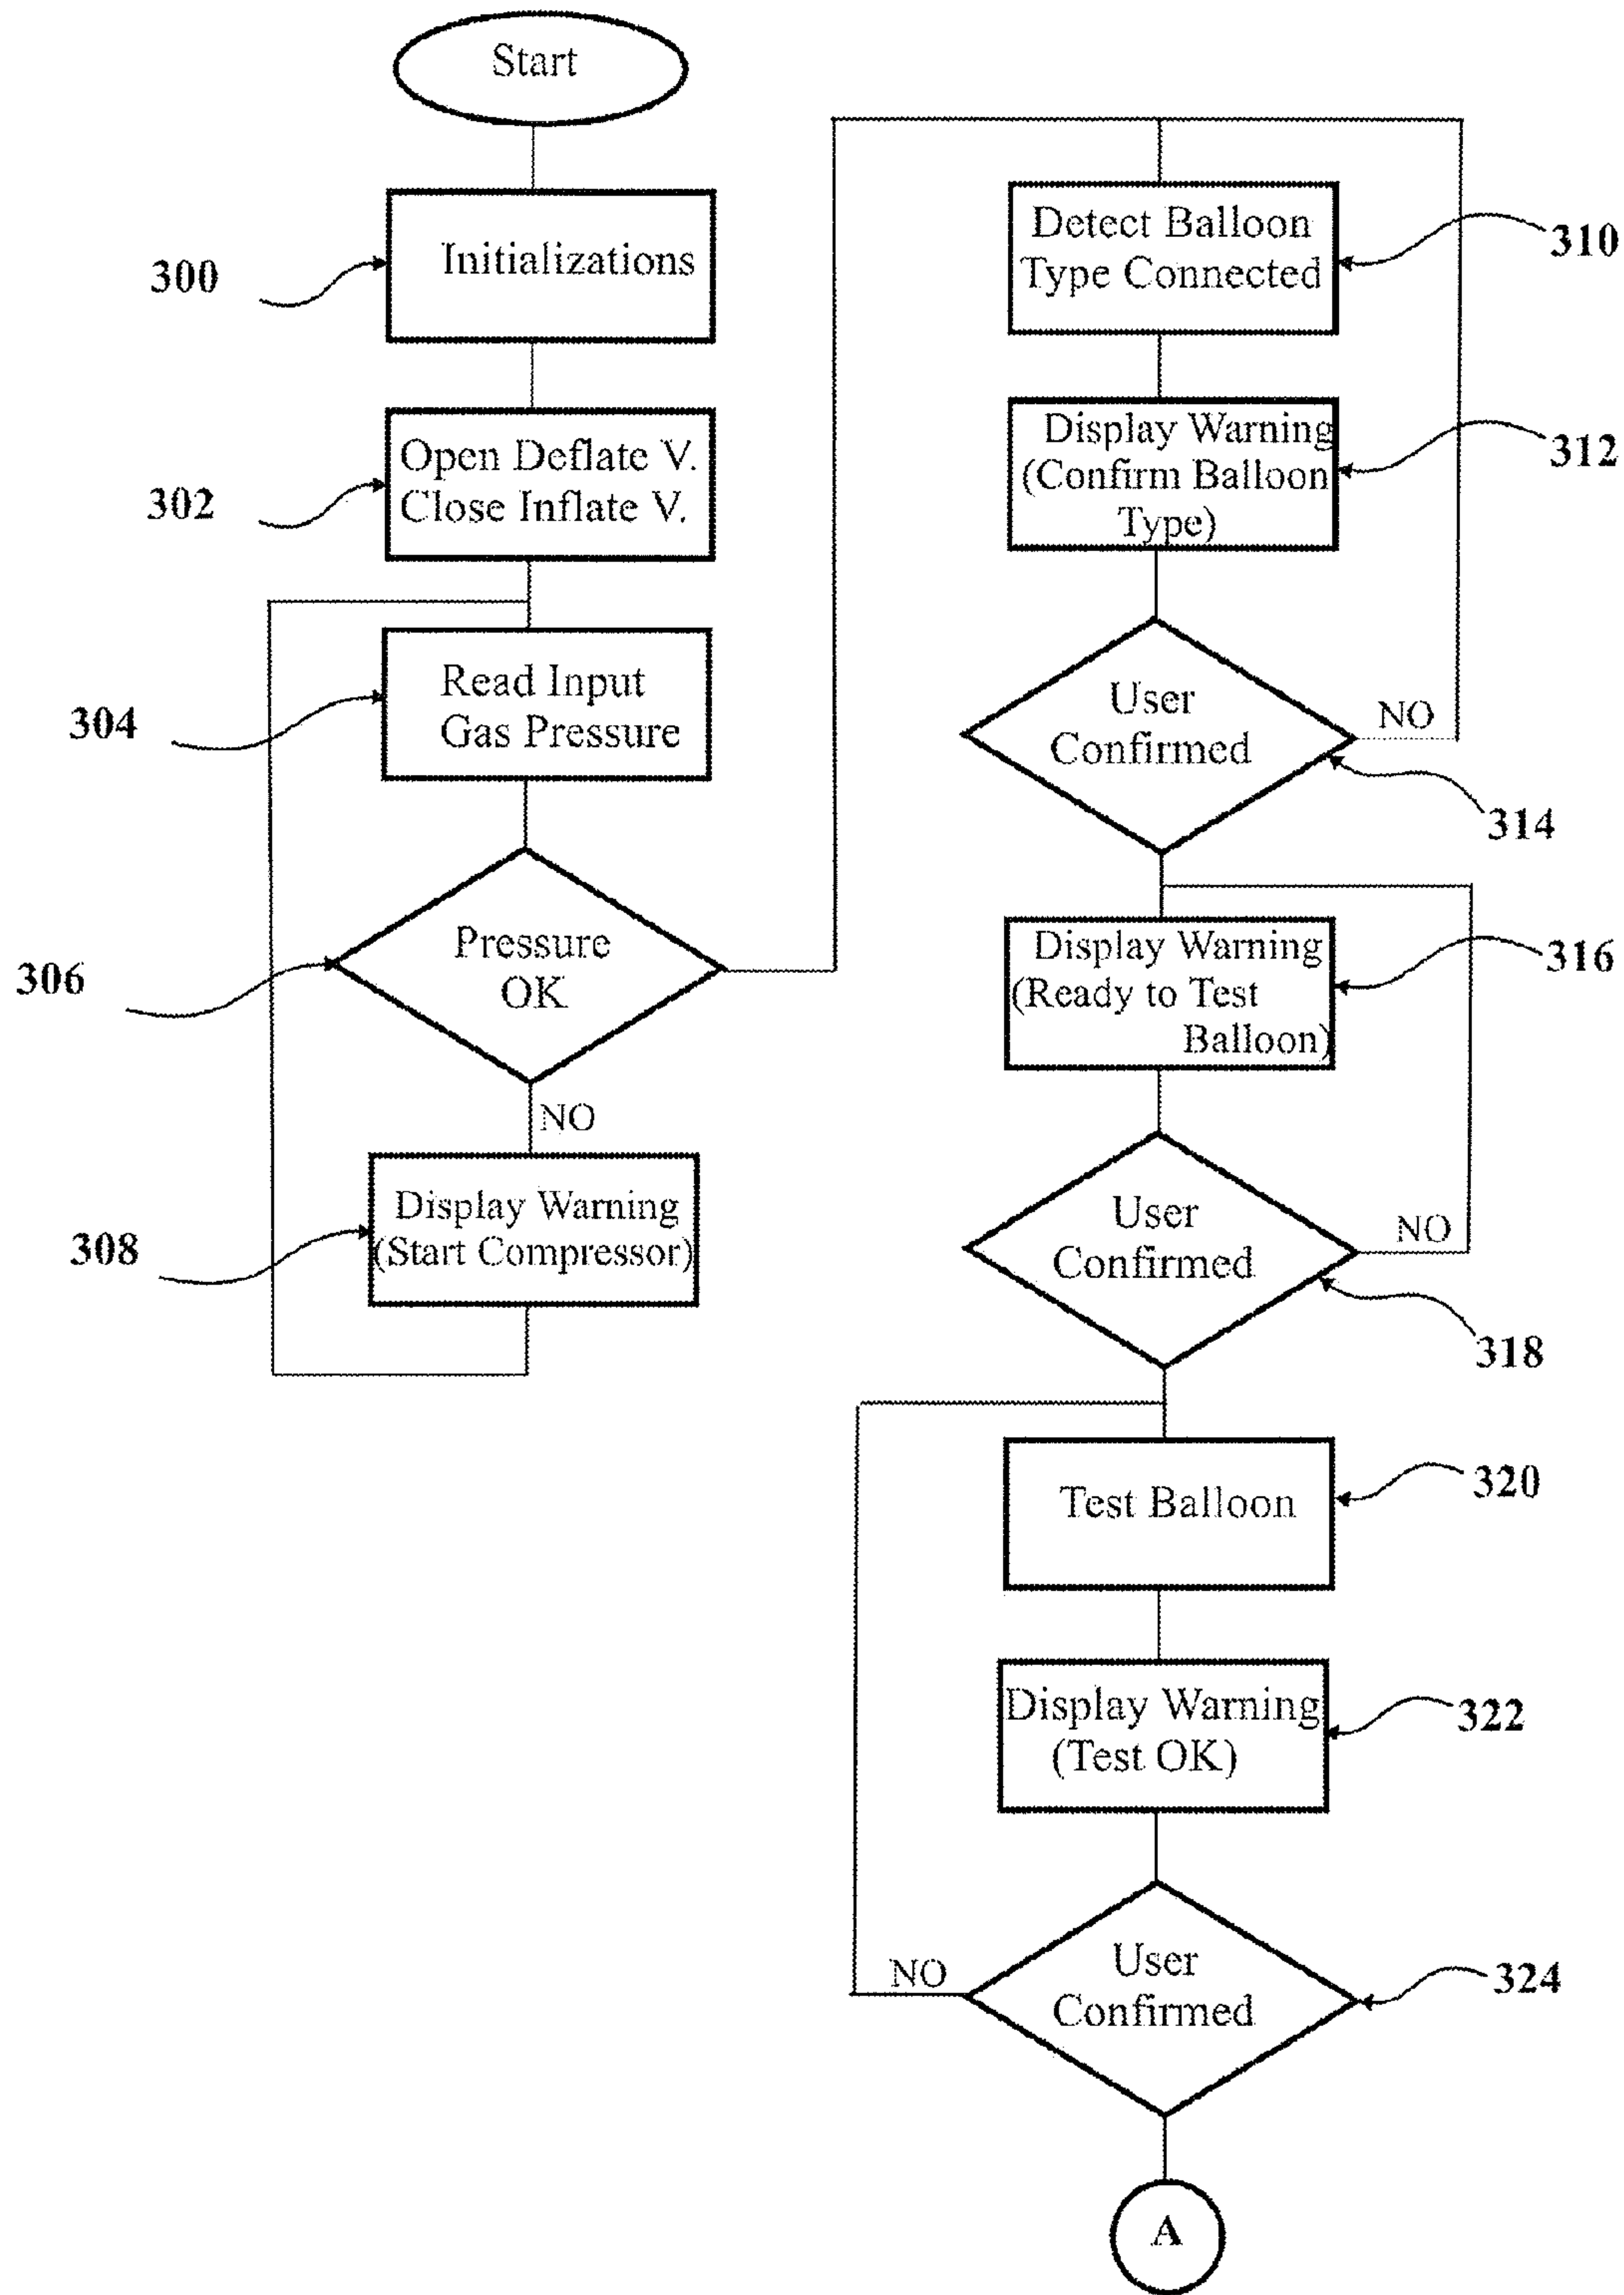 Start
300
Initializations
302
Open Deflate V.
Close Inflate V.
304
Read Input
Gas Pressure
306
Pressure
OK
NO
308
Display Warning
(Start Compressor)
Detect Balloon
Type Connected
310
Display Warning
(Confirm Balloon
Type)
312
User
Confirmed
NO
314
Display Warning
(Ready to Test
Balloon)
316
User
Confirmed
NO
318
Test Balloon
320
Display Warning
(Test OK)
322
User
Confirmed
NO
324
A